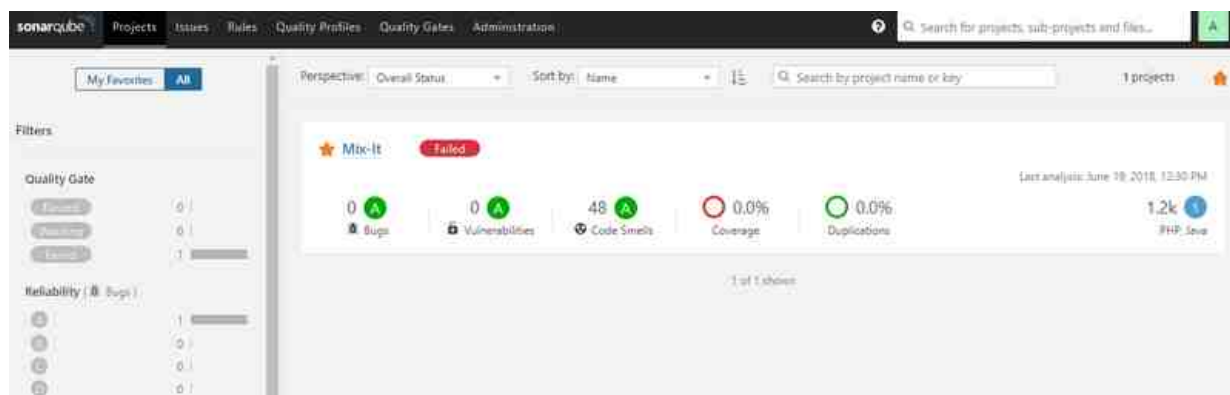 sonarqube Projects Issues Rules Quality Profiles Quality Gates Administration Search for projects, sub-projects and files... A
My Favorites All
Perspective: Overall Status Sort by: Name Search by project name or key 1 projects
Filters
Mix-It Failed
Quality Gate
Last analysis: June 19, 2018, 12:30 PM
Passed 0
Warning 0
Failed 1
0 A 0 A 48 A 0.0% 0.0% 1.2k
Bugs Vulnerabilities Code Smells Coverage Duplications PHP, Java
1 of 1 shown
Reliability ( Bugs )
A 1
B 0
C 0
D 0